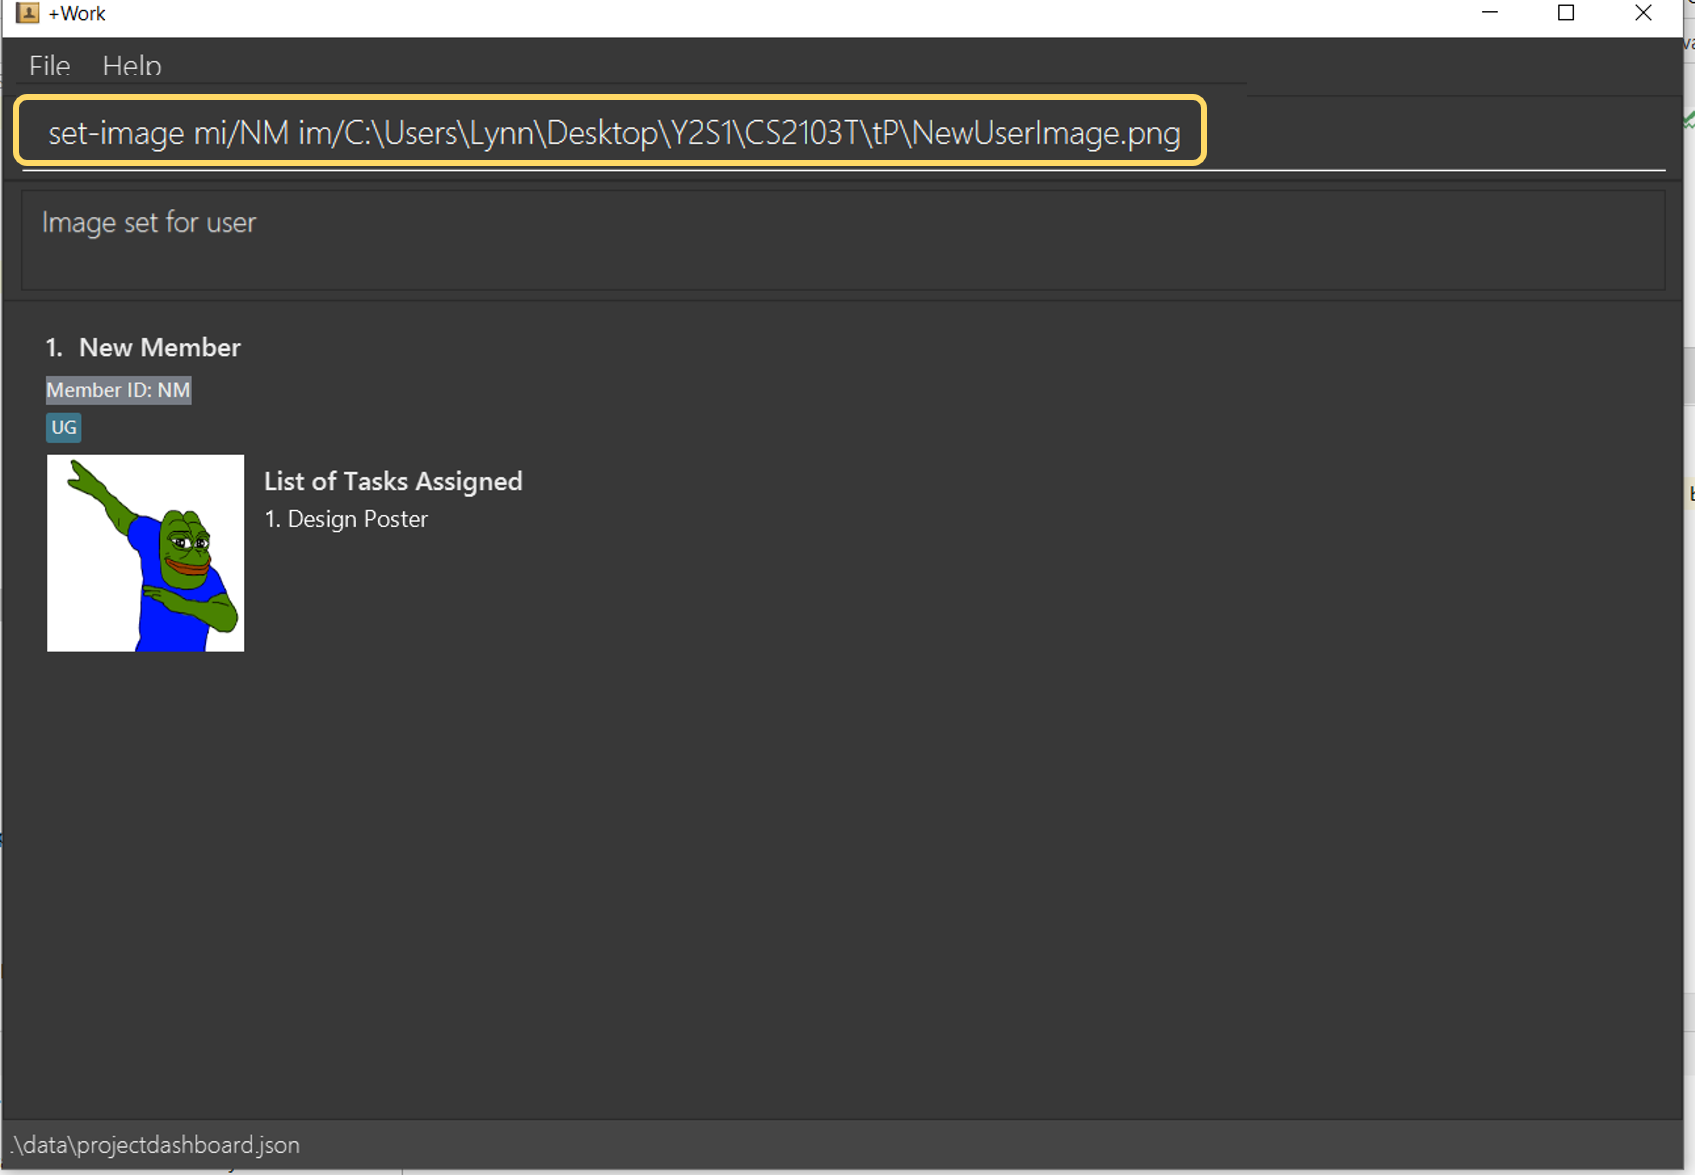 +Work
File Help
set-image mi/NM im/C:\Users\Lynn\Desktop\Y2S1\CS2103T\tP\NewUserImage.png
Image set for user
1. New Member
Member ID: NM
UG
List of Tasks Assigned
1. Design Poster
.\data\projectdashboard.json